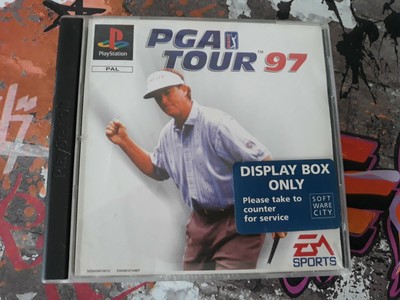 PlayStation
PAL
PGA
TOUR 97
TM
DISPLAY BOX
ONLY
Please take to
counter
for service
SOFT
WARE
CITY
EA
SPORTS